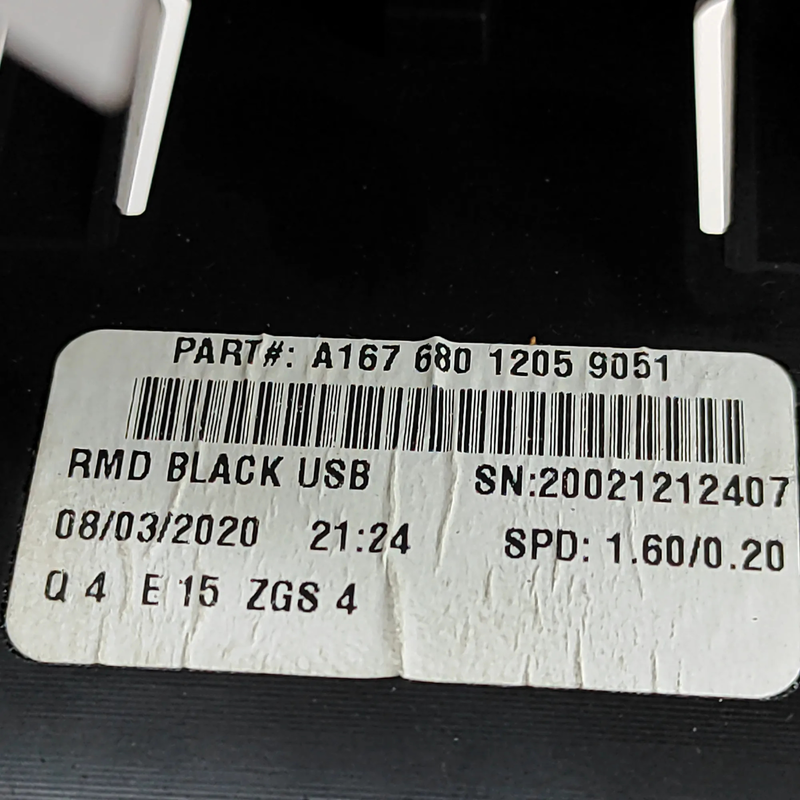 PART#: A167 680 1205 9051
RMD BLACK USB SN:20021212407
08/03/2020 21:24 SPD: 1.60/0.20
Q 4 E 15 ZGS 4